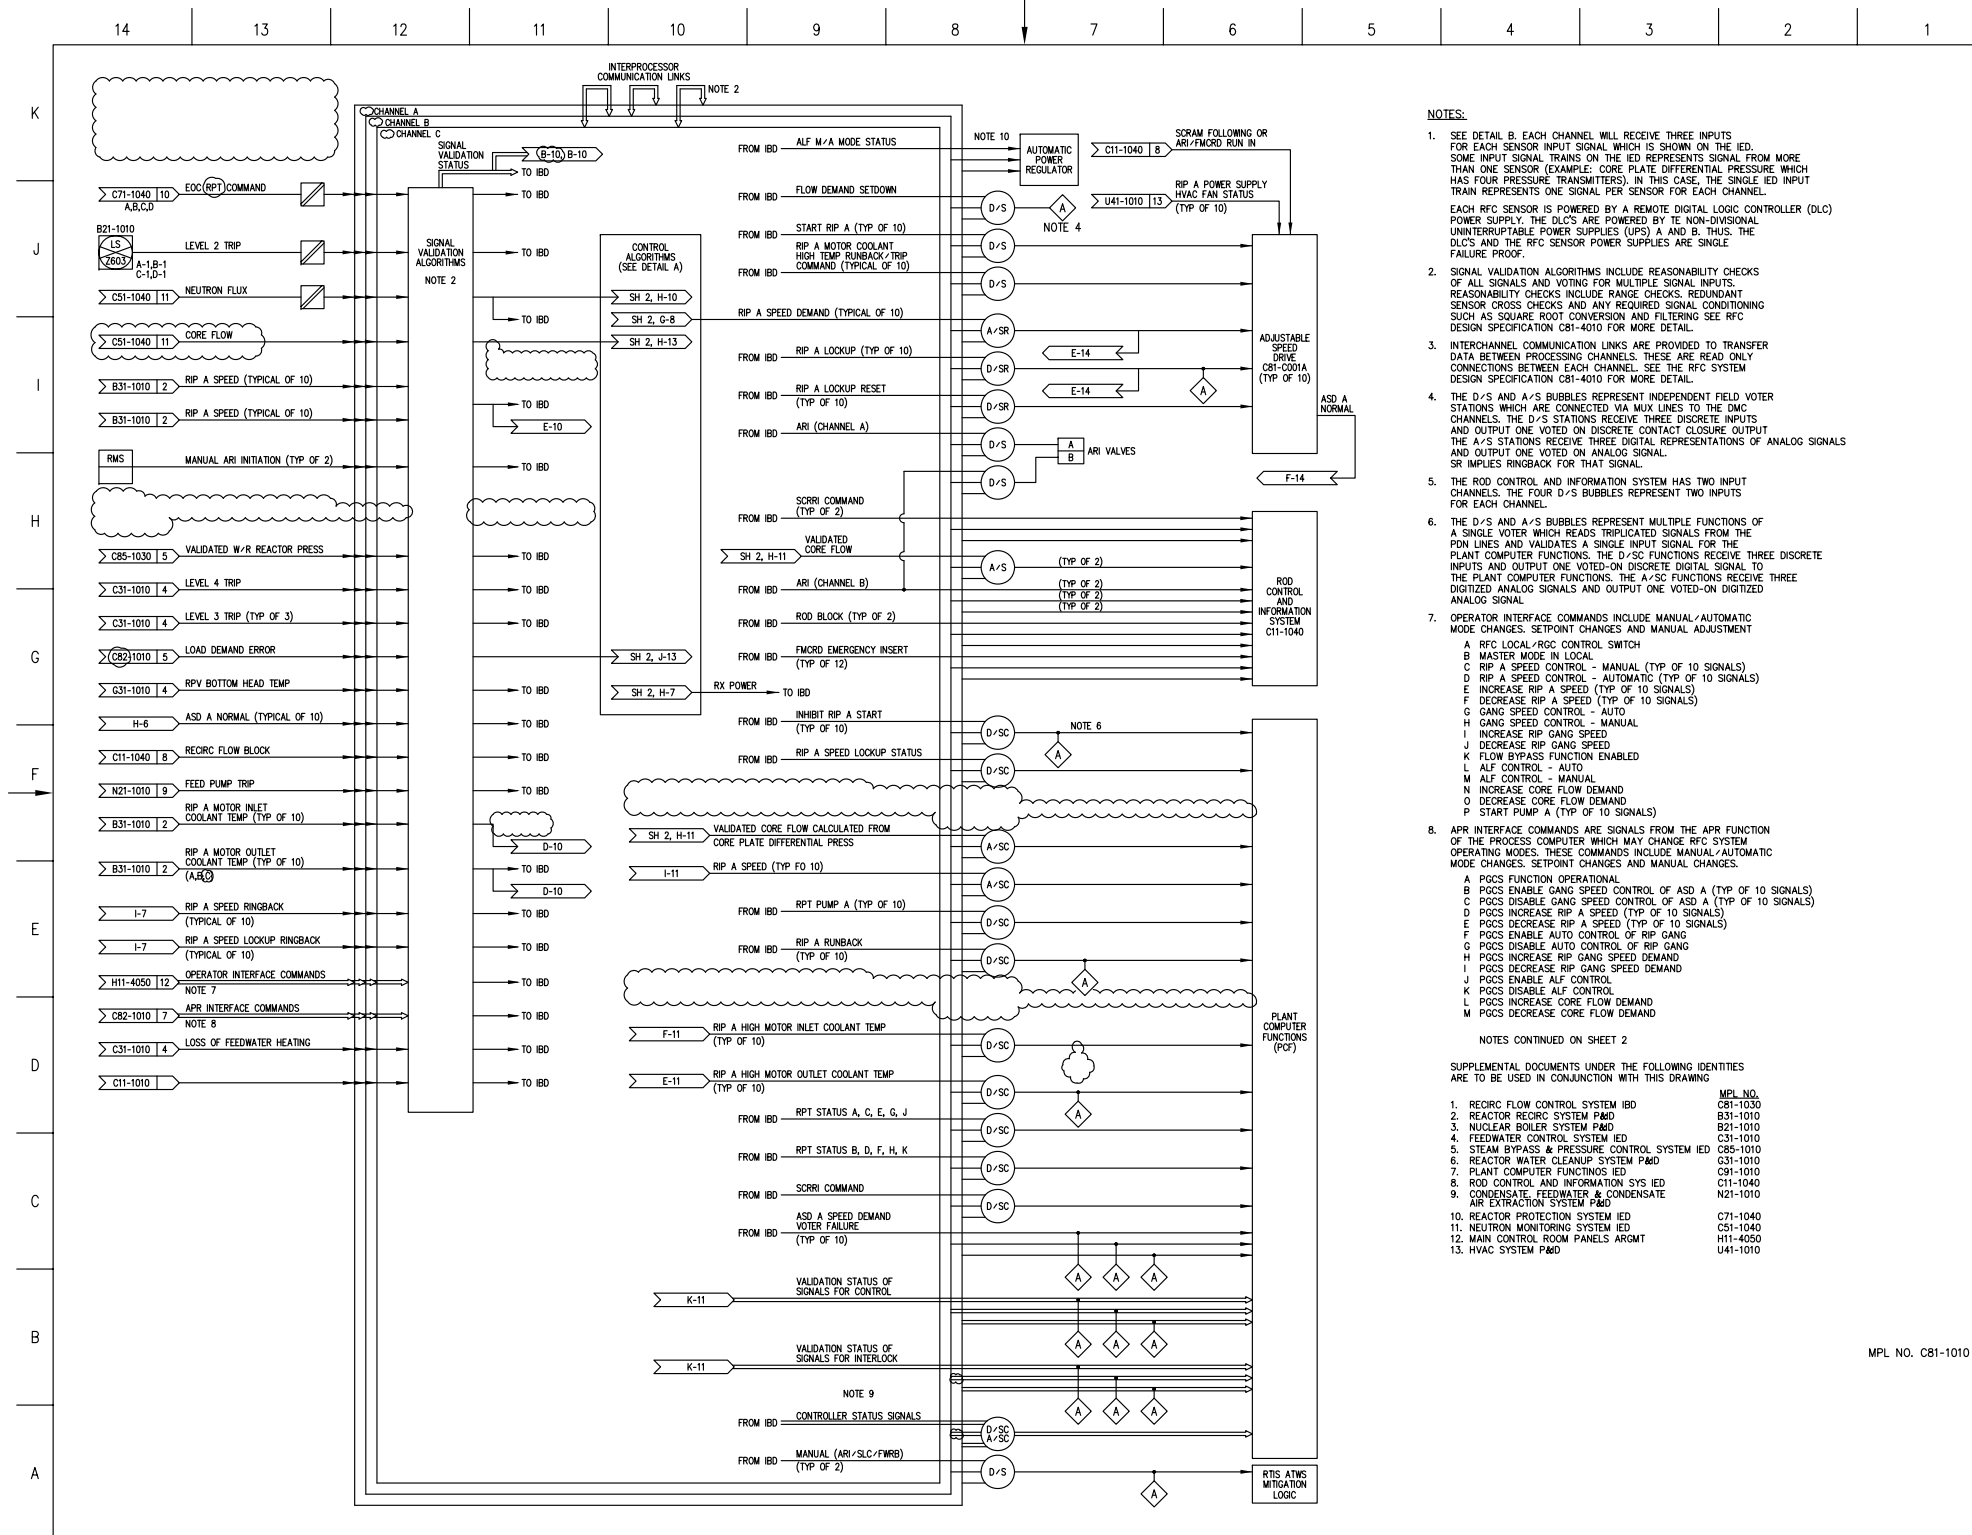 14 13 12 11 10 9 8 7 6 5 4 3 2 1
K
J
I
H
G
F
E
D
C
B
A
INTERPROCESSOR
COMMUNICATION LINKS
NOTE 2
CHANNEL A
CHANNEL B
CHANNEL C
SIGNAL
VALIDATION
STATUS
B-10, B-10
TO IBD
C71-1040 10
EOC RPT COMMAND
A,B,C,D
TO IBD
B21-1010
LS
Z603
A-1,B-1
C-1,D-1
LEVEL 2 TRIP
TO IBD
SIGNAL
VALIDATION
ALGORITHMS
NOTE 2
C51-1040 11
NEUTRON FLUX
TO IBD
C51-1040 11
CORE FLOW
B31-1010 2
RIP A SPEED (TYPICAL OF 10)
TO IBD
E-10
B31-1010 2
RIP A SPEED (TYPICAL OF 10)
RMS
MANUAL ARI INITIATION (TYP OF 2)
TO IBD
C85-1030 5
VALIDATED W/R REACTOR PRESS
TO IBD
C31-1010 4
LEVEL 4 TRIP
TO IBD
C31-1010 4
LEVEL 3 TRIP (TYP OF 3)
TO IBD
C82-1010 5
LOAD DEMAND ERROR
G31-1010 4
RPV BOTTOM HEAD TEMP
TO IBD
H-6
ASD A NORMAL (TYPICAL OF 10)
TO IBD
C11-1040 8
RECIRC FLOW BLOCK
TO IBD
N21-1010 9
FEED PUMP TRIP
TO IBD
B31-1010 2
RIP A MOTOR INLET
COOLANT TEMP (TYP OF 10)
D-10
B31-1010 2
RIP A MOTOR OUTLET
COOLANT TEMP (TYP OF 10)
(A,B,C)
TO IBD
D-10
I-7
RIP A SPEED RINGBACK
(TYPICAL OF 10)
TO IBD
I-7
RIP A SPEED LOCKUP RINGBACK
(TYPICAL OF 10)
TO IBD
H11-4050 12
OPERATOR INTERFACE COMMANDS
NOTE 7
TO IBD
C82-1010 7
APR INTERFACE COMMANDS
NOTE 8
TO IBD
C31-1010 4
LOSS OF FEEDWATER HEATING
TO IBD
C11-1010
TO IBD
CONTROL
ALGORITHMS
(SEE DETAIL A)
SH 2, H-10
SH 2, G-8
SH 2, H-13
SH 2, J-13
SH 2, H-7
RX POWER
TO IBD
FROM IBD
ALF M/A MODE STATUS
NOTE 10
AUTOMATIC
POWER
REGULATOR
C11-1040 8
SCRAM FOLLOWING OR
ARI/FMCRD RUN IN
FROM IBD
FLOW DEMAND SETDOWN
D/S
A
NOTE 4
U41-1010 13
RIP A POWER SUPPLY
HVAC FAN STATUS
(TYP OF 10)
FROM IBD
START RIP A (TYP OF 10)
D/S
FROM IBD
RIP A MOTOR COOLANT
HIGH TEMP RUNBACK/TRIP
COMMAND (TYPICAL OF 10)
D/S
RIP A SPEED DEMAND (TYPICAL OF 10)
A/SR
E-14
FROM IBD
RIP A LOCKUP (TYP OF 10)
D/SR
E-14
A
FROM IBD
RIP A LOCKUP RESET
(TYP OF 10)
D/SR
ADJUSTABLE
SPEED
DRIVE
C81-C001A
(TYP OF 10)
ASD A
NORMAL
F-14
FROM IBD
ARI (CHANNEL A)
D/S
A
B
ARI VALVES
D/S
FROM IBD
SCRRI COMMAND
(TYP OF 2)
SH 2, H-11
VALIDATED
CORE FLOW
A/S
(TYP OF 2)
FROM IBD
ARI (CHANNEL B)
(TYP OF 2)
(TYP OF 2)
(TYP OF 2)
FROM IBD
ROD BLOCK (TYP OF 2)
FROM IBD
FMCRD EMERGENCY INSERT
(TYP OF 12)
ROD
CONTROL
AND
INFORMATION
SYSTEM
C11-1040
FROM IBD
INHIBIT RIP A START
(TYP OF 10)
D/SC
NOTE 6
A
FROM IBD
RIP A SPEED LOCKUP STATUS
D/SC
SH 2, H-11
VALIDATED CORE FLOW CALCULATED FROM
CORE PLATE DIFFERENTIAL PRESS
A/SC
I-11
RIP A SPEED (TYP FO 10)
A/SC
FROM IBD
RPT PUMP A (TYP OF 10)
D/SC
FROM IBD
RIP A RUNBACK
(TYP OF 10)
D/SC
A
F-11
RIP A HIGH MOTOR INLET COOLANT TEMP
(TYP OF 10)
D/SC
E-11
RIP A HIGH MOTOR OUTLET COOLANT TEMP
(TYP OF 10)
D/SC
A
FROM IBD
RPT STATUS A, C, E, G, J
D/SC
FROM IBD
RPT STATUS B, D, F, H, K
D/SC
FROM IBD
SCRRI COMMAND
D/SC
FROM IBD
ASD A SPEED DEMAND
VOTER FAILURE
(TYP OF 10)
A A A
K-11
VALIDATION STATUS OF
SIGNALS FOR CONTROL
A A A
K-11
VALIDATION STATUS OF
SIGNALS FOR INTERLOCK
A A A
NOTE 9
FROM IBD
CONTROLLER STATUS SIGNALS
D/SC
A/SC
FROM IBD
MANUAL (ARI/SLC/FWRB)
(TYP OF 2)
D/S
A
PLANT
COMPUTER
FUNCTIONS
(PCF)
RTIS ATWS
MITIGATION
LOGIC
NOTES:
1. SEE DETAIL B. EACH CHANNEL WILL RECEIVE THREE INPUTS
FOR EACH SENSOR INPUT SIGNAL WHICH IS SHOWN ON THE IED.
SOME INPUT SIGNAL TRAINS ON THE IED REPRESENTS SIGNAL FROM MORE
THAN ONE SENSOR (EXAMPLE: CORE PLATE DIFFERENTIAL PRESSURE WHICH
HAS FOUR PRESSURE TRANSMITTERS). IN THIS CASE, THE SINGLE IED INPUT
TRAIN REPRESENTS ONE SIGNAL PER SENSOR FOR EACH CHANNEL.
EACH RFC SENSOR IS POWERED BY A REMOTE DIGITAL LOGIC CONTROLLER (DLC)
POWER SUPPLY. THE DLC'S ARE POWERED BY TE NON-DIVISIONAL
UNINTERRUPTABLE POWER SUPPLIES (UPS) A AND B. THUS. THE
DLC'S AND THE RFC SENSOR POWER SUPPLIES ARE SINGLE
FAILURE PROOF.
2. SIGNAL VALIDATION ALGORITHMS INCLUDE REASONABILITY CHECKS
OF ALL SIGNALS AND VOTING FOR MULTIPLE SIGNAL INPUTS.
REASONABILITY CHECKS INCLUDE RANGE CHECKS. REDUNDANT
SENSOR CROSS CHECKS AND ANY REQUIRED SIGNAL CONDITIONING
SUCH AS SQUARE ROOT CONVERSION AND FILTERING SEE RFC
DESIGN SPECIFICATION C81-4010 FOR MORE DETAIL.
3. INTERCHANNEL COMMUNICATION LINKS ARE PROVIDED TO TRANSFER
DATA BETWEEN PROCESSING CHANNELS. THESE ARE READ ONLY
CONNECTIONS BETWEEN EACH CHANNEL. SEE THE RFC SYSTEM
DESIGN SPECIFICATION C81-4010 FOR MORE DETAIL.
4. THE D/S AND A/S BUBBLES REPRESENT INDEPENDENT FIELD VOTER
STATIONS WHICH ARE CONNECTED VIA MUX LINES TO THE DMC
CHANNELS. THE D/S STATIONS RECEIVE THREE DISCRETE INPUTS
AND OUTPUT ONE VOTED ON DISCRETE CONTACT CLOSURE OUTPUT
THE A/S STATIONS RECEIVE THREE DIGITAL REPRESENTATIONS OF ANALOG SIGNALS
AND OUTPUT ONE VOTED ON ANALOG SIGNAL.
SR IMPLIES RINGBACK FOR THAT SIGNAL.
5. THE ROD CONTROL AND INFORMATION SYSTEM HAS TWO INPUT
CHANNELS. THE FOUR D/S BUBBLES REPRESENT TWO INPUTS
FOR EACH CHANNEL.
6. THE D/S AND A/S BUBBLES REPRESENT MULTIPLE FUNCTIONS OF
A SINGLE VOTER WHICH READS TRIPLICATED SIGNALS FROM THE
PDN LINES AND VALIDATES A SINGLE INPUT SIGNAL FOR THE
PLANT COMPUTER FUNCTIONS. THE D/SC FUNCTIONS RECEIVE THREE DISCRETE
INPUTS AND OUTPUT ONE VOTED-ON DISCRETE DIGITAL SIGNAL TO
THE PLANT COMPUTER FUNCTIONS. THE A/SC FUNCTIONS RECEIVE THREE
DIGITIZED ANALOG SIGNALS AND OUTPUT ONE VOTED-ON DIGITIZED
ANALOG SIGNAL
7. OPERATOR INTERFACE COMMANDS INCLUDE MANUAL/AUTOMATIC
MODE CHANGES. SETPOINT CHANGES AND MANUAL ADJUSTMENT
A RFC LOCAL/RGC CONTROL SWITCH
B MASTER MODE IN LOCAL
C RIP A SPEED CONTROL - MANUAL (TYP OF 10 SIGNALS)
D RIP A SPEED CONTROL - AUTOMATIC (TYP OF 10 SIGNALS)
E INCREASE RIP A SPEED (TYP OF 10 SIGNALS)
F DECREASE RIP A SPEED (TYP OF 10 SIGNALS)
G GANG SPEED CONTROL - AUTO
H GANG SPEED CONTROL - MANUAL
I INCREASE RIP GANG SPEED
J DECREASE RIP GANG SPEED
K FLOW BYPASS FUNCTION ENABLED
L ALF CONTROL - AUTO
M ALF CONTROL - MANUAL
N INCREASE CORE FLOW DEMAND
O DECREASE CORE FLOW DEMAND
P START PUMP A (TYP OF 10 SIGNALS)
8. APR INTERFACE COMMANDS ARE SIGNALS FROM THE APR FUNCTION
OF THE PROCESS COMPUTER WHICH MAY CHANGE RFC SYSTEM
OPERATING MODES. THESE COMMANDS INCLUDE MANUAL/AUTOMATIC
MODE CHANGES. SETPOINT CHANGES AND MANUAL CHANGES.
A PGCS FUNCTION OPERATIONAL
B PGCS ENABLE GANG SPEED CONTROL OF ASD A (TYP OF 10 SIGNALS)
C PGCS DISABLE GANG SPEED CONTROL OF ASD A (TYP OF 10 SIGNALS)
D PGCS INCREASE RIP A SPEED (TYP OF 10 SIGNALS)
E PGCS DECREASE RIP A SPEED (TYP OF 10 SIGNALS)
F PGCS ENABLE AUTO CONTROL OF RIP GANG
G PGCS DISABLE AUTO CONTROL OF RIP GANG
H PGCS INCREASE RIP GANG SPEED DEMAND
I PGCS DECREASE RIP GANG SPEED DEMAND
J PGCS ENABLE ALF CONTROL
K PGCS DISABLE ALF CONTROL
L PGCS INCREASE CORE FLOW DEMAND
M PGCS DECREASE CORE FLOW DEMAND
NOTES CONTINUED ON SHEET 2
SUPPLEMENTAL DOCUMENTS UNDER THE FOLLOWING IDENTITIES
ARE TO BE USED IN CONJUNCTION WITH THIS DRAWING
MPL NO.
1. RECIRC FLOW CONTROL SYSTEM IBD C81-1030
2. REACTOR RECIRC SYSTEM P&ID B31-1010
3. NUCLEAR BOILER SYSTEM P&ID B21-1010
4. FEEDWATER CONTROL SYSTEM IED C31-1010
5. STEAM BYPASS & PRESSURE CONTROL SYSTEM IED C85-1010
6. REACTOR WATER CLEANUP SYSTEM P&ID G31-1010
7. PLANT COMPUTER FUNCTINOS IED C91-1010
8. ROD CONTROL AND INFORMATION SYS IED C11-1040
9. CONDENSATE. FEEDWATER & CONDENSATE N21-1010
AIR EXTRACTION SYSTEM P&ID
10. REACTOR PROTECTION SYSTEM IED C71-1040
11. NEUTRON MONITORING SYSTEM IED C51-1040
12. MAIN CONTROL ROOM PANELS ARGMT H11-4050
13. HVAC SYSTEM P&ID U41-1010
MPL NO. C81-1010